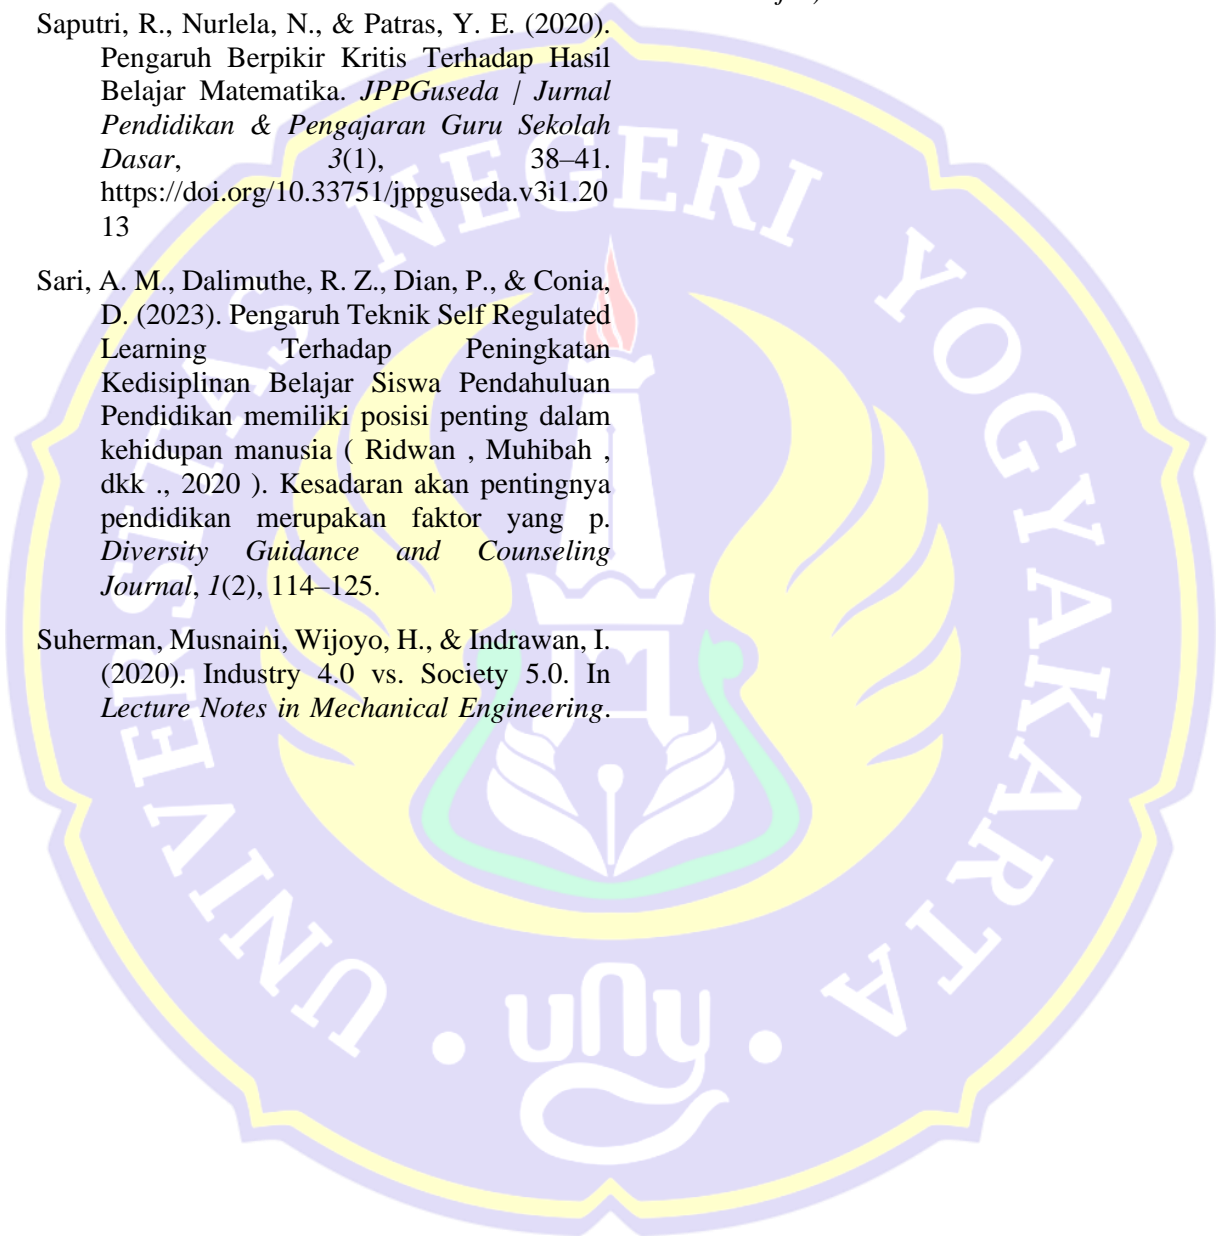 Saputri, R., Nurlela, N., & Patras, Y. E. (2020).
Pengaruh Berpikir Kritis Terhadap Hasil
Belajar Matematika. JPPGuseda | Jurnal
Pendidikan & Pengajaran Guru Sekolah
Dasar, 3(1), 38–41.
https://doi.org/10.33751/jppguseda.v3i1.20
13
Sari, A. M., Dalimuthe, R. Z., Dian, P., & Conia,
D. (2023). Pengaruh Teknik Self Regulated
Learning Terhadap Peningkatan
Kedisiplinan Belajar Siswa Pendahuluan
Pendidikan memiliki posisi penting dalam
kehidupan manusia ( Ridwan , Muhibah ,
dkk ., 2020 ). Kesadaran akan pentingnya
pendidikan merupakan faktor yang p.
Diversity Guidance and Counseling
Journal, 1(2), 114–125.
Suherman, Musnaini, Wijoyo, H., & Indrawan, I.
(2020). Industry 4.0 vs. Society 5.0. In
Lecture Notes in Mechanical Engineering.
UNIVERSITAS NEGERI YOGYAKARTA
uny